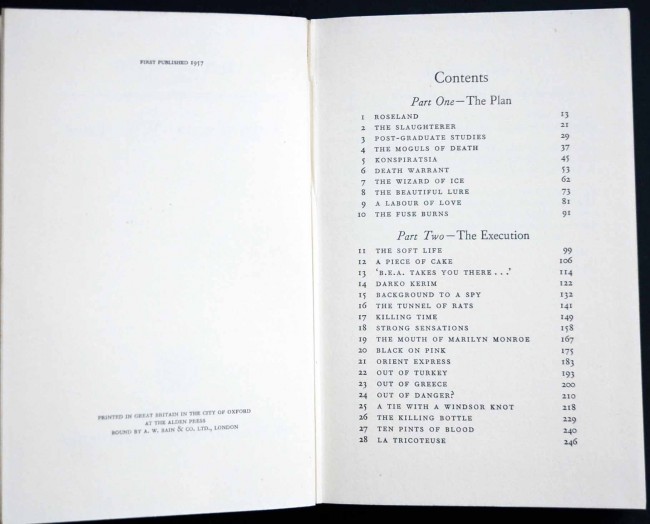 FIRST PUBLISHED 1957
PRINTED IN GREAT BRITAIN IN THE CITY OF OXFORD
AT THE ALDEN PRESS
BOUND BY A. W. BAIN & CO. LTD., LONDON
Contents
Part One—The Plan
1 ROSELAND 13
2 THE SLAUGHTERER 21
3 POST-GRADUATE STUDIES 29
4 THE MOGULS OF DEATH 37
5 KONSPIRATSIA 45
6 DEATH WARRANT 53
7 THE WIZARD OF ICE 62
8 THE BEAUTIFUL LURE 73
9 A LABOUR OF LOVE 81
10 THE FUSE BURNS 91
Part Two—The Execution
11 THE SOFT LIFE 99
12 A PIECE OF CAKE 106
13 'B.E.A. TAKES YOU THERE...' 114
14 DARKO KERIM 122
15 BACKGROUND TO A SPY 132
16 THE TUNNEL OF RATS 141
17 KILLING TIME 149
18 STRONG SENSATIONS 158
19 THE MOUTH OF MARILYN MONROE 167
20 BLACK ON PINK 175
21 ORIENT EXPRESS 183
22 OUT OF TURKEY 193
23 OUT OF GREECE 200
24 OUT OF DANGER? 210
25 A TIE WITH A WINDSOR KNOT 218
26 THE KILLING BOTTLE 229
27 TEN PINTS OF BLOOD 240
28 LA TRICOTEUSE 246